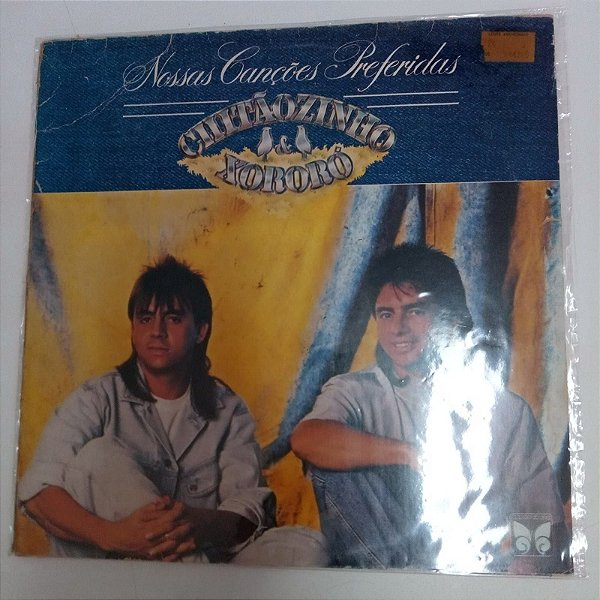 Nossas Canções Preferidas
CHITÃOZINHO
&
XORORÓ